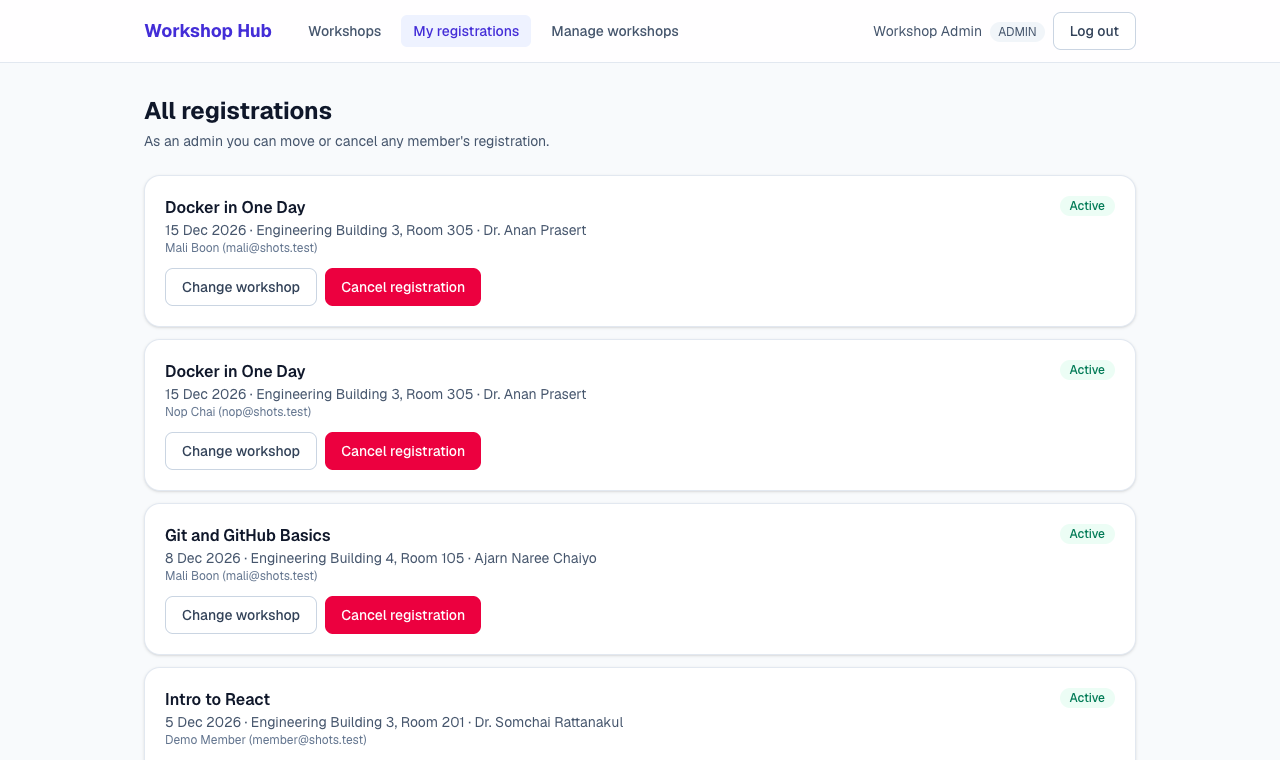 Workshop Hub
Workshops
My registrations
Manage workshops
Workshop Admin
ADMIN
Log out
All registrations
As an admin you can move or cancel any member's registration.
Docker in One Day
Active
15 Dec 2026 · Engineering Building 3, Room 305 · Dr. Anan Prasert
Mali Boon (mali@shots.test)
Change workshop
Cancel registration
Docker in One Day
Active
15 Dec 2026 · Engineering Building 3, Room 305 · Dr. Anan Prasert
Nop Chai (nop@shots.test)
Change workshop
Cancel registration
Git and GitHub Basics
Active
8 Dec 2026 · Engineering Building 4, Room 105 · Ajarn Naree Chaiyo
Mali Boon (mali@shots.test)
Change workshop
Cancel registration
Intro to React
Active
5 Dec 2026 · Engineering Building 3, Room 201 · Dr. Somchai Rattanakul
Demo Member (member@shots.test)